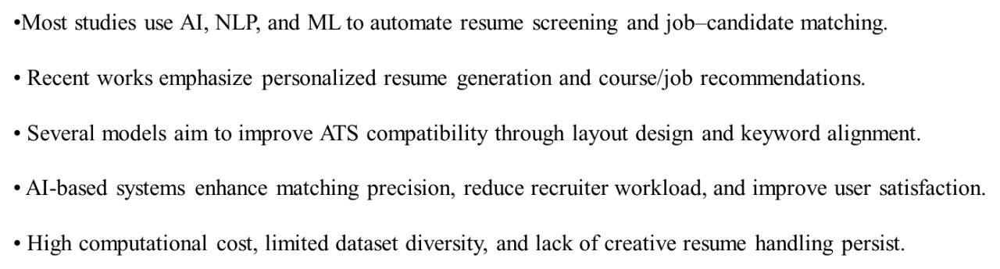 •Most studies use AI, NLP, and ML to automate resume screening and job–candidate matching.
• Recent works emphasize personalized resume generation and course/job recommendations.
• Several models aim to improve ATS compatibility through layout design and keyword alignment.
• AI-based systems enhance matching precision, reduce recruiter workload, and improve user satisfaction.
• High computational cost, limited dataset diversity, and lack of creative resume handling persist.